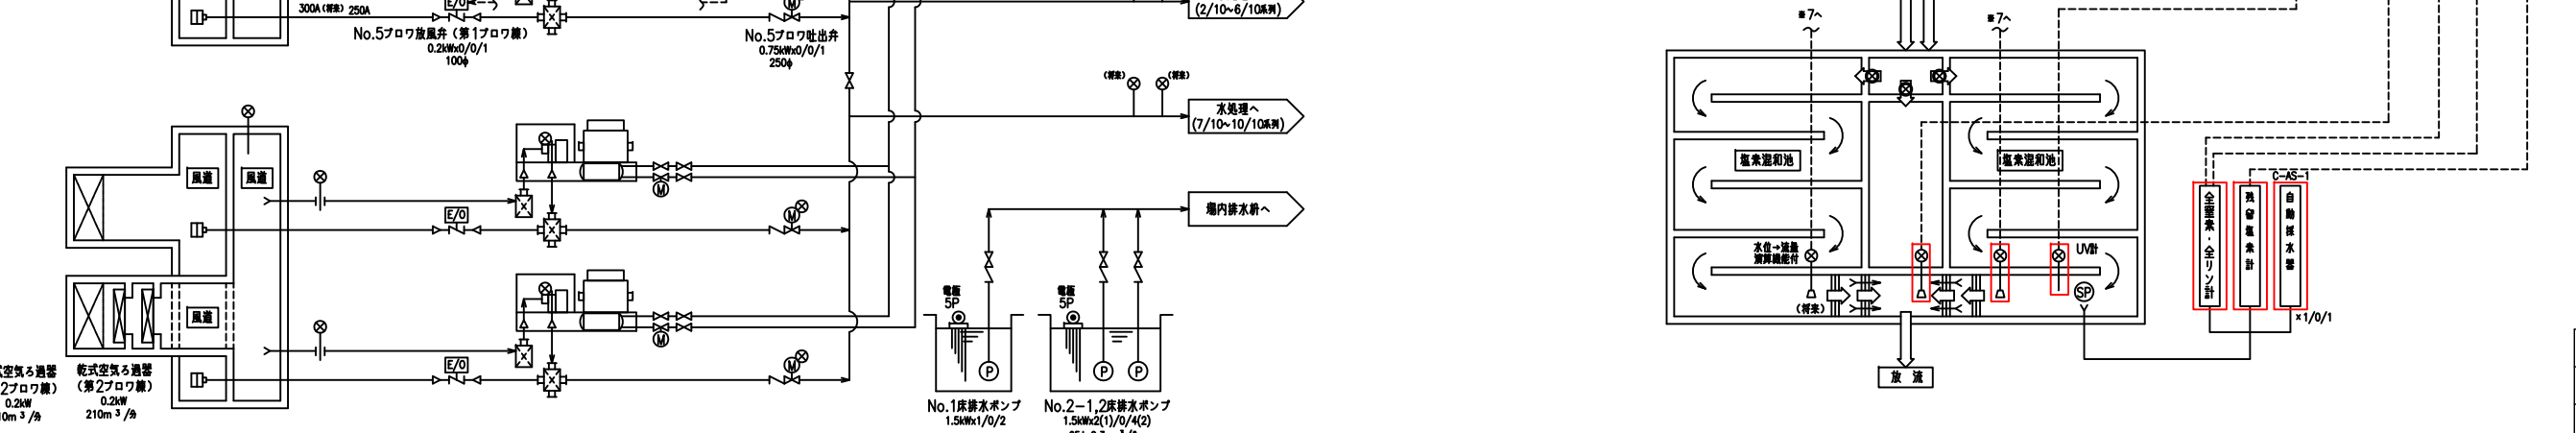 300A(将来) 250A
E/O
M
(2/10~6/10系列)
No.5ブロワ放風弁(第1ブロワ棟)
0.2kWx0/0/1
100φ
No.5ブロワ吐出弁
0.75kWx0/0/1
250φ
(将来)
(将来)
水処理へ
(7/10~10/10系列)
風道
風道
M
E/O
M
場内排水桝へ
風道
M
E/O
M
乾式空気ろ過器
(第2ブロワ棟)
0.2kW
210m³/分
式空気ろ過器
2ブロワ棟)
0.2kW
0m³/分
電極
5P
P
No.1床排水ポンプ
1.5kWx1/0/2
電極
5P
P
P
No.2-1,2床排水ポンプ
1.5kWx2(1)/0/4(2)
※7へ
※7へ
塩素混和池
塩素混和池
水位→流量
演算機能付
(将来)
UV計
SP
放流
C-AS-1
全窒素・全リン計
残留塩素計
自動採水器
×1/0/1